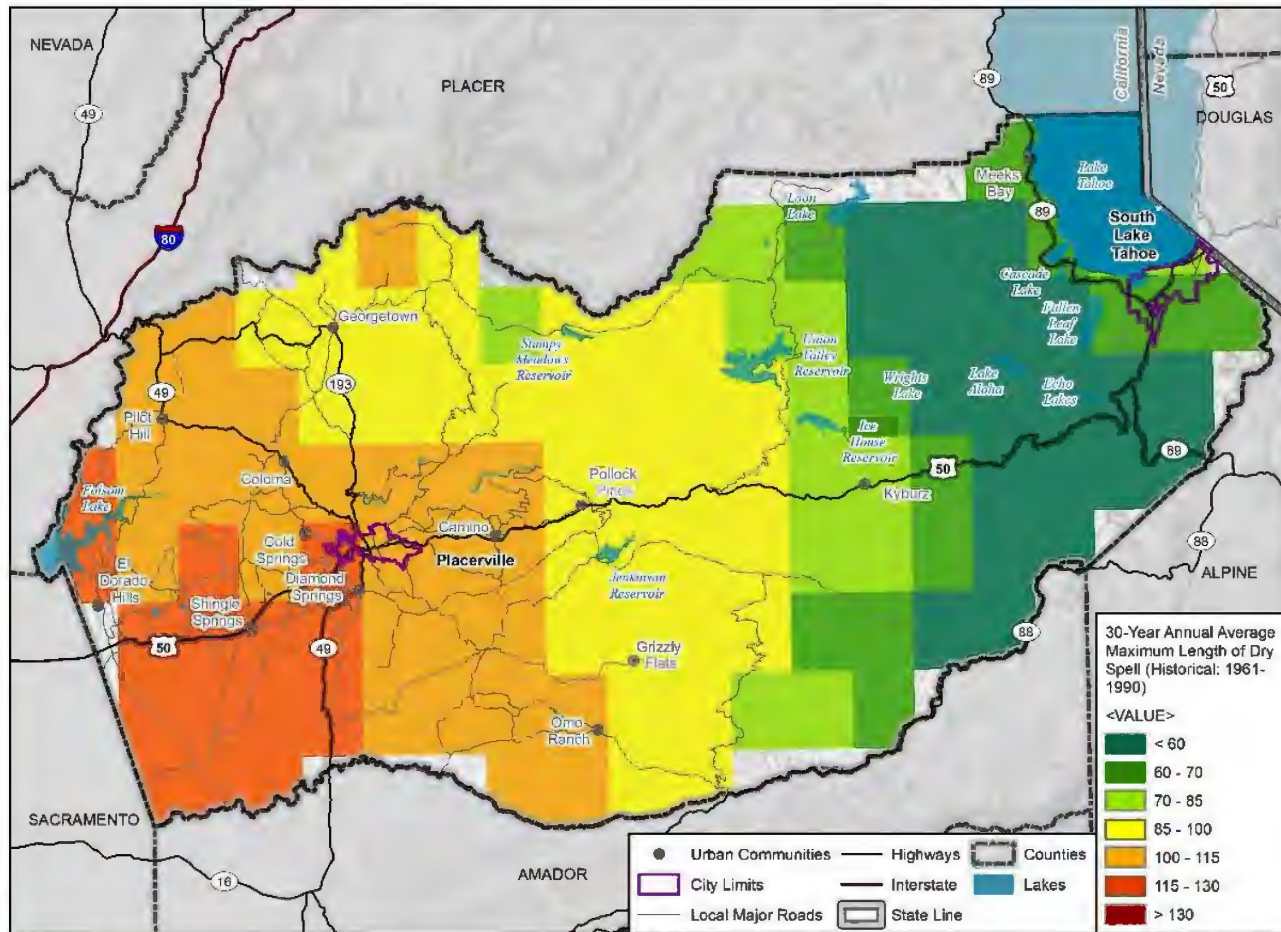 NEVADA
49
80
PLACER
89
California
Nevada
50
DOUGLAS
Meeks
Bay
Lake
Tahoe
89
South
Lake
Tahoe
Loon
Lake
Cascade
Lake
Fallen
Leaf
Lake
Georgetown
Stumpy
Meadows
Reservoir
Union
Valley
Reservoir
193
49
Wrights
Lake
Lake
Aloha
Echo
Lakes
Pilot
Hill
Ice
House
Reservoir
Coloma
50
89
Folsom
Lake
Pollock
Pines
Kyburz
Camino
Cold
Springs
Placerville
88
El
Dorado
Hills
Diamond
Springs
Jenkinson
Reservoir
ALPINE
Shingle
Springs
50
49
88
Grizzly
Flats
Omo
Ranch
SACRAMENTO
AMADOR
16
30-Year Annual Average
Maximum Length of Dry
Spell (Historical: 1961-
1990)
<VALUE>
< 60
60 - 70
70 - 85
85 - 100
100 - 115
115 - 130
> 130
Urban Communities
Highways
Counties
City Limits
Interstate
Lakes
Local Major Roads
State Line